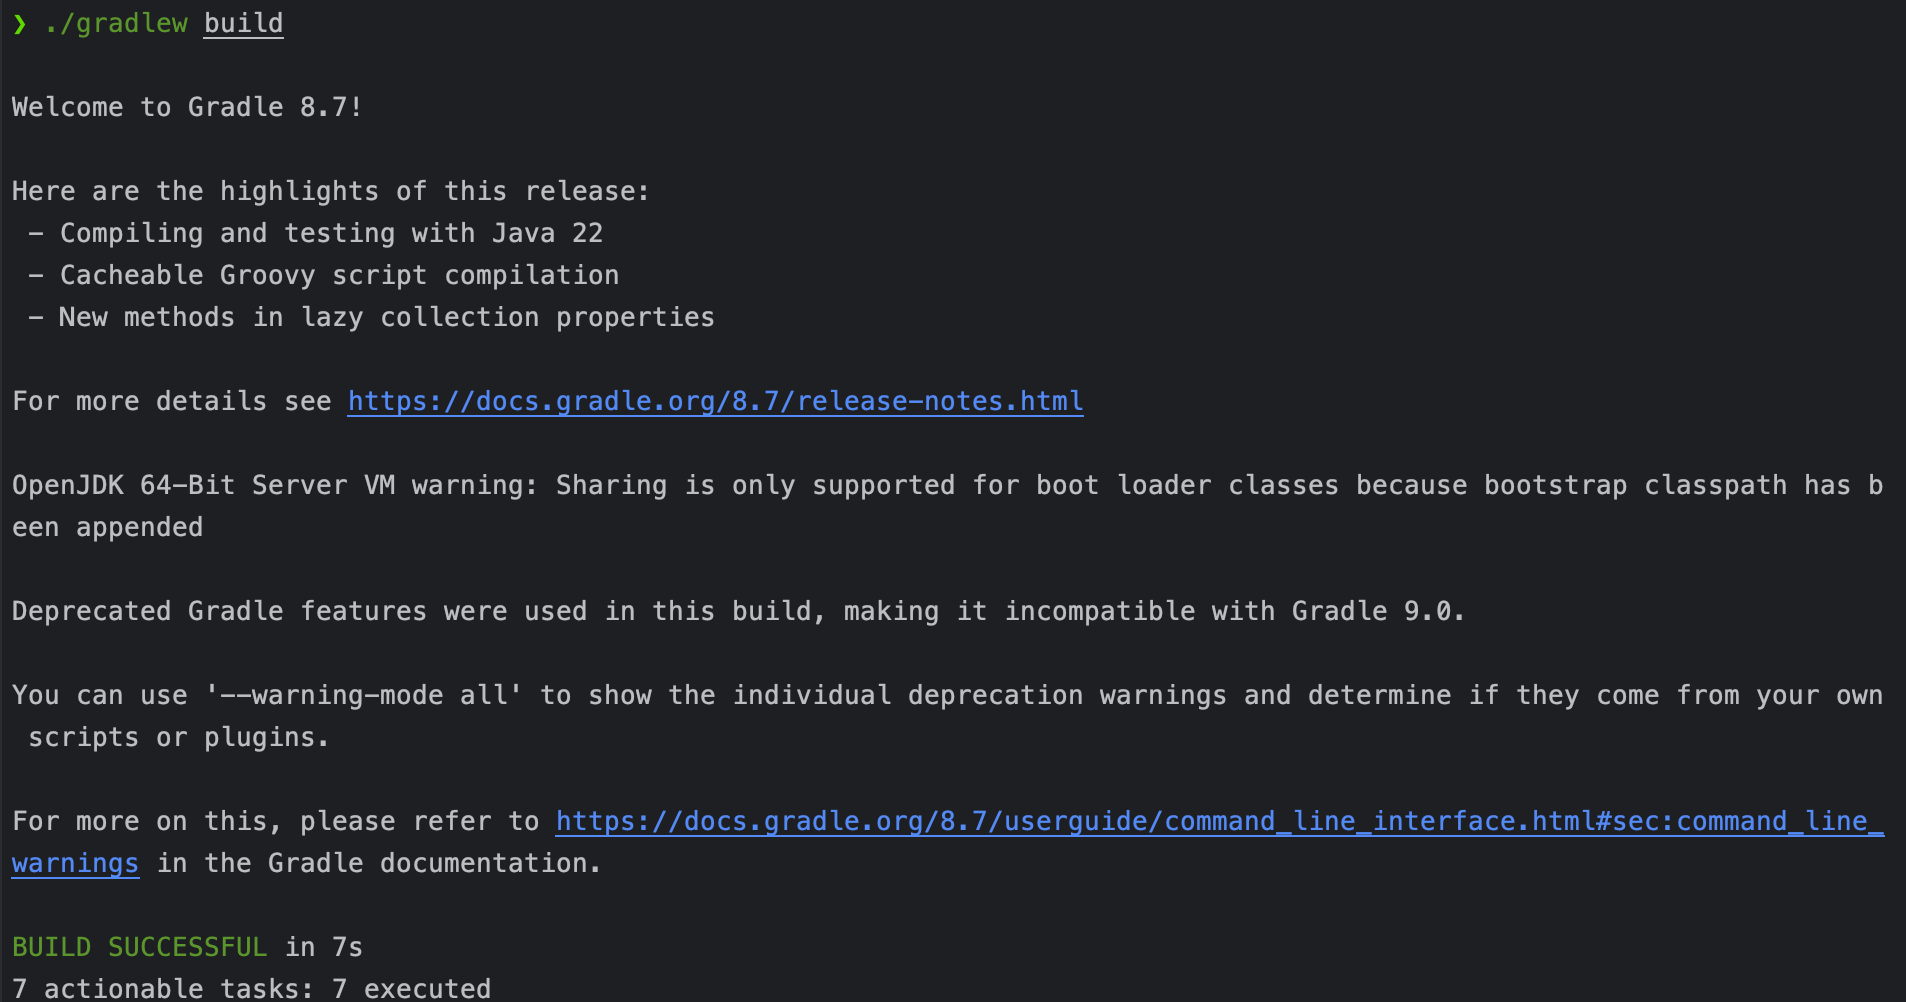 ❯ ./gradlew build
Welcome to Gradle 8.7!
Here are the highlights of this release:
 - Compiling and testing with Java 22
 - Cacheable Groovy script compilation
 - New methods in lazy collection properties
For more details see https://docs.gradle.org/8.7/release-notes.html
OpenJDK 64-Bit Server VM warning: Sharing is only supported for boot loader classes because bootstrap classpath has b
een appended
Deprecated Gradle features were used in this build, making it incompatible with Gradle 9.0.
You can use '--warning-mode all' to show the individual deprecation warnings and determine if they come from your own
 scripts or plugins.
For more on this, please refer to https://docs.gradle.org/8.7/userguide/command_line_interface.html#sec:command_line_
warnings in the Gradle documentation.
BUILD SUCCESSFUL in 7s
7 actionable tasks: 7 executed